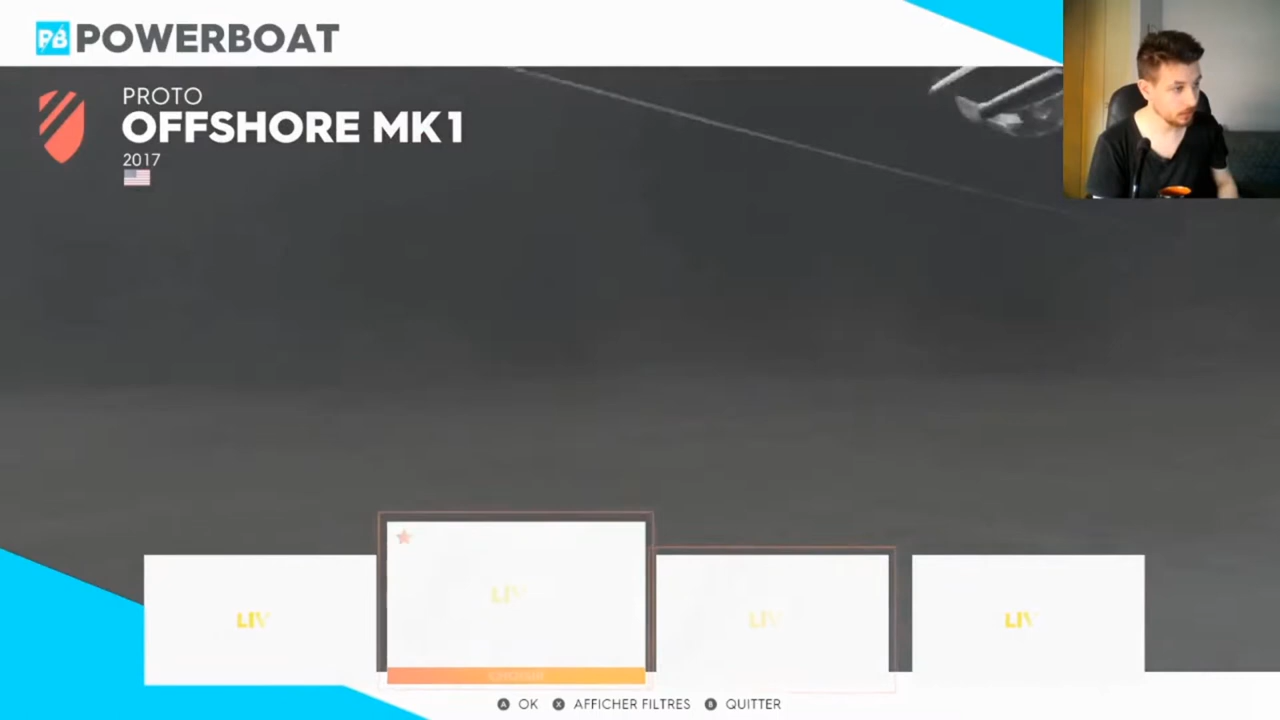 PB POWERBOAT
PROTO
OFFSHORE MK1
2017
LIV
LIV
LIV
LIV
A OK X AFFICHER FILTRES B QUITTER